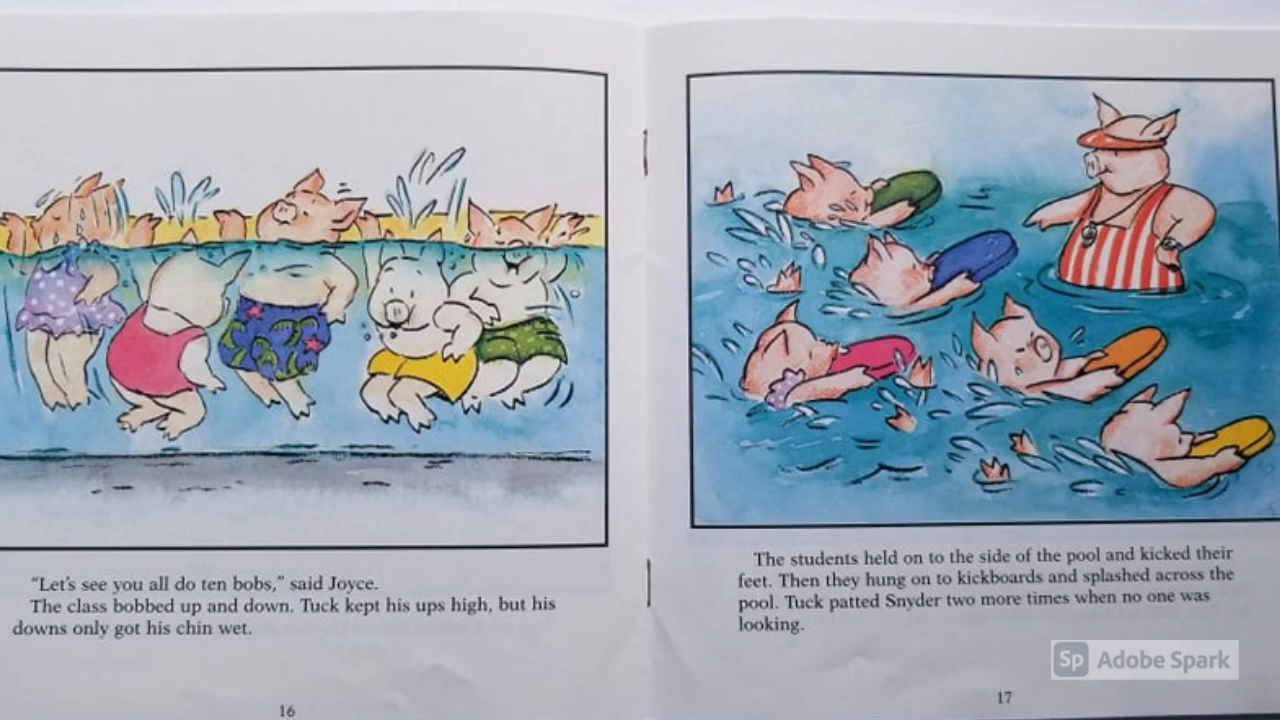 "Let's see you all do ten bobs," said Joyce.
The class bobbed up and down. Tuck kept his ups high, but his
downs only got his chin wet.
16
The students held on to the side of the pool and kicked their
feet. Then they hung on to kickboards and splashed across the
pool. Tuck patted Snyder two more times when no one was
looking.
17
Sp Adobe Spark